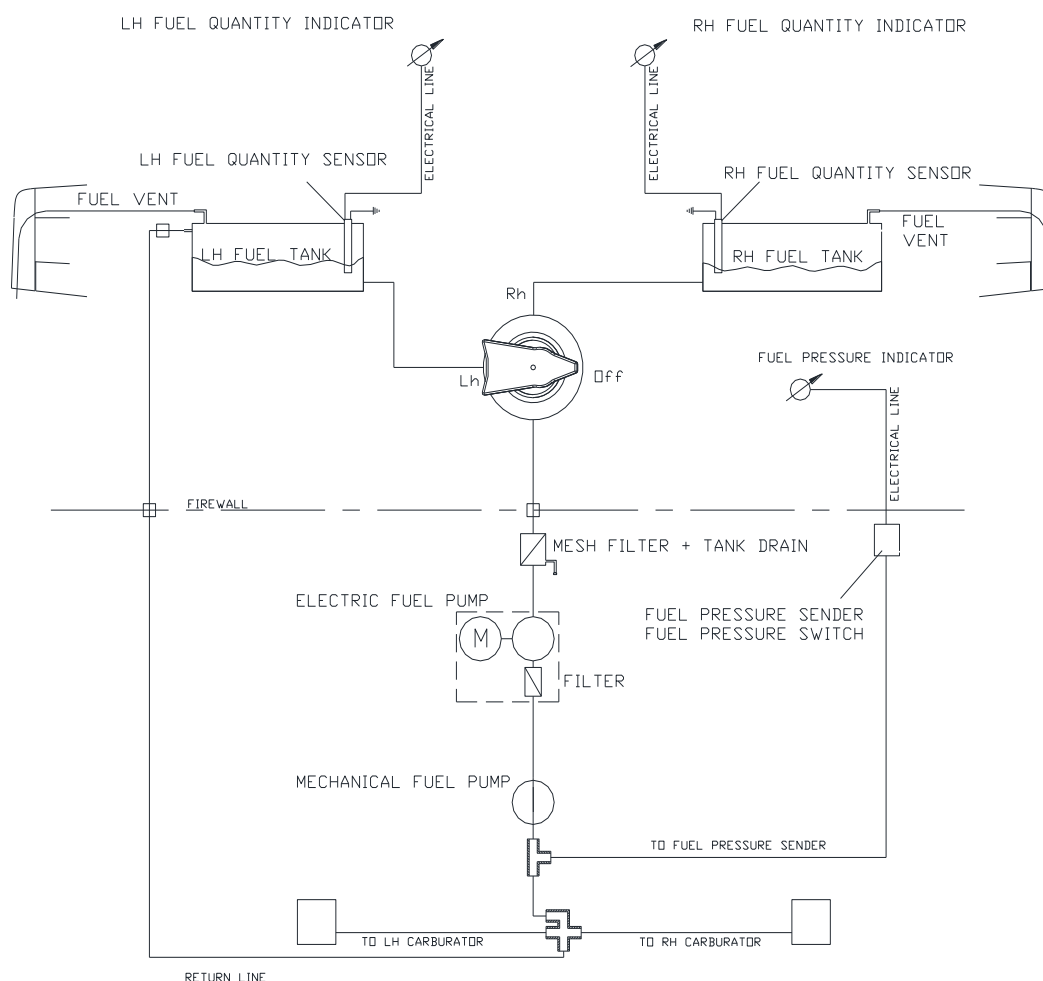 LH FUEL QUANTITY INDICATOR
RH FUEL QUANTITY INDICATOR
ELECTRICAL LINE
ELECTRICAL LINE
LH FUEL QUANTITY SENSOR
RH FUEL QUANTITY SENSOR
FUEL VENT
FUEL
VENT
LH FUEL TANK
RH FUEL TANK
Rh
Lh
Off
FUEL PRESSURE INDICATOR
ELECTRICAL LINE
FIREWALL
MESH FILTER + TANK DRAIN
ELECTRIC FUEL PUMP
FUEL PRESSURE SENDER
FUEL PRESSURE SWITCH
M
FILTER
MECHANICAL FUEL PUMP
TO FUEL PRESSURE SENDER
TO LH CARBURATOR
TO RH CARBURATOR
RETURN LINE